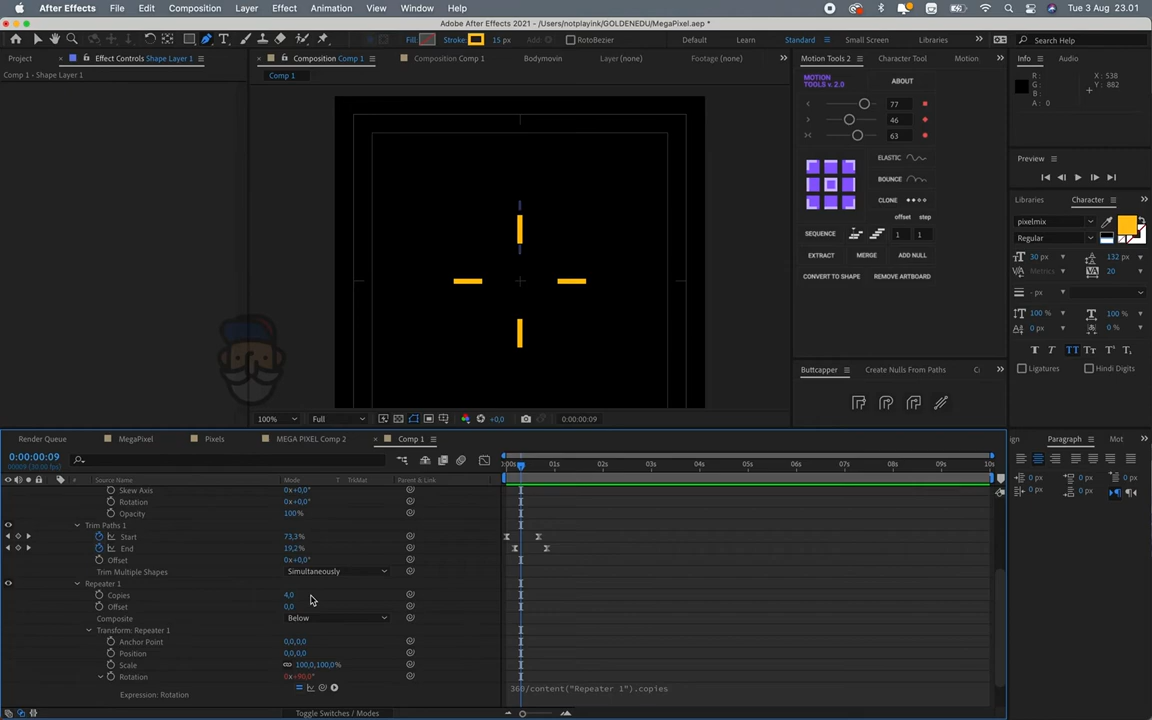 After Effects File Edit Composition Layer Effect Animation View Window Help Tue 3 Aug 23.01
Adobe After Effects 2021 - /Users/notplayink/GOLDENEDU/MegaPixel.aep *
Fill: Stroke: 15 px Add: RotoBezier Default Learn Standard Small Screen Libraries Search Help
Project Effect Controls Shape Layer 1 Composition Comp 1 Composition Comp 1 Bodymovin Layer (none) Footage (none) Motion Tools 2 Character Tool Motion Info Audio
Comp 1 - Shape Layer 1 Comp 1
MOTION TOOLS v. 2.0 ABOUT
R: G: B: A: 0
X: 538 Y: 882
77
46
63
ELASTIC
BOUNCE
CLONE
offset step
SEQUENCE 1 1
EXTRACT MERGE ADD NULL
CONVERT TO SHAPE REMOVE ARTBOARD
Preview
Libraries Character
pixelmix
Regular
30 px 132 px
Metrics 20
- px
100 % 100 %
0 px 0 %
TT TT Tr T' T,
Ligatures Hindi Digits
Buttcapper Create Nulls From Paths
100% Full +0,0 0:00:00:09
Render Queue MegaPixel Pixels MEGA PIXEL Comp 2 Comp 1
Paragraph Mot
0:00:00:09
00009 (30.00 fps)
Source Name Mode T TrkMat Parent & Link
:00s 01s 02s 03s 04s 05s 06s 07s 08s 09s 10s
+≡ 0 px 0 px
0 px 0 px
0 px
Skew Axis 0x+0,0°
Rotation 0x+0,0°
Opacity 100%
Trim Paths 1
Start 73,3%
End 19,2%
Offset 0x+0,0°
Trim Multiple Shapes Simultaneously
Repeater 1
Copies 4,0
Offset 0,0
Composite Below
Transform: Repeater 1
Anchor Point 0,0,0,0
Position 0,0,0,0
Scale 100,0,100,0%
Rotation 0x+90,0°
Expression: Rotation 360/content("Repeater 1").copies
Toggle Switches / Modes